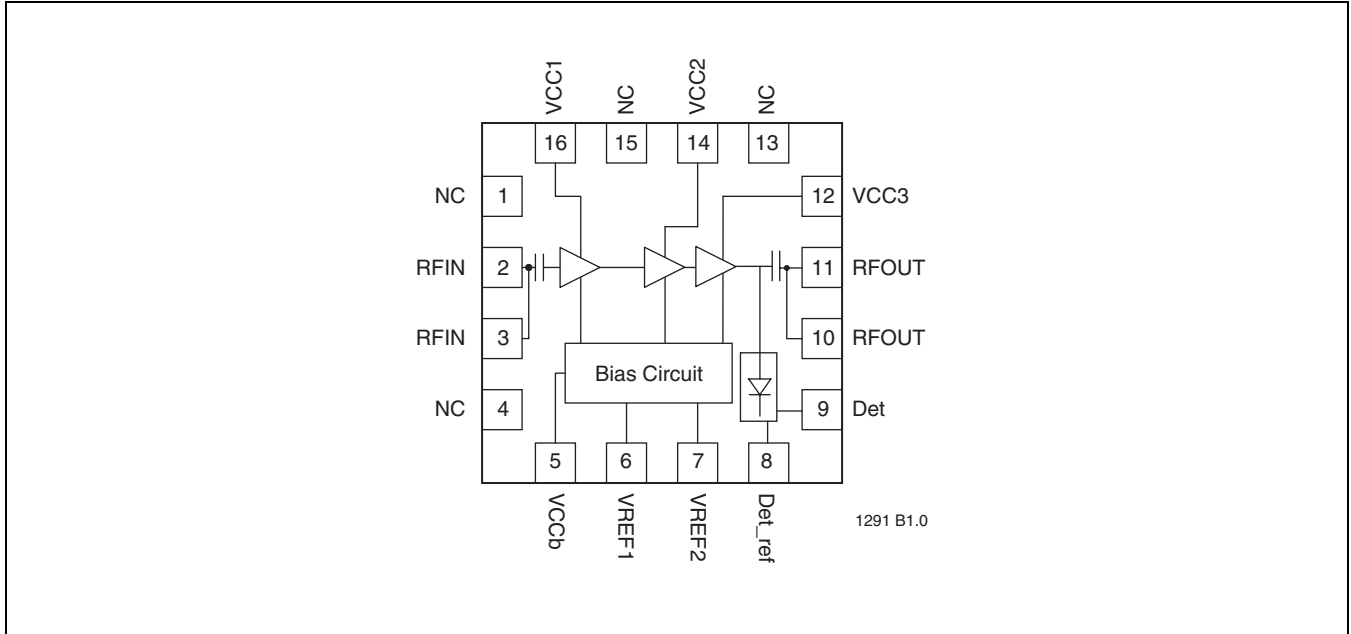 VCC1
NC
VCC2
NC
16
15
14
13
NC
1
12
VCC3
RFIN
2
11
RFOUT
RFIN
3
10
RFOUT
Bias Circuit
NC
4
9
Det
5
6
7
8
VCCb
VREF1
VREF2
Det_ref
1291 B1.0